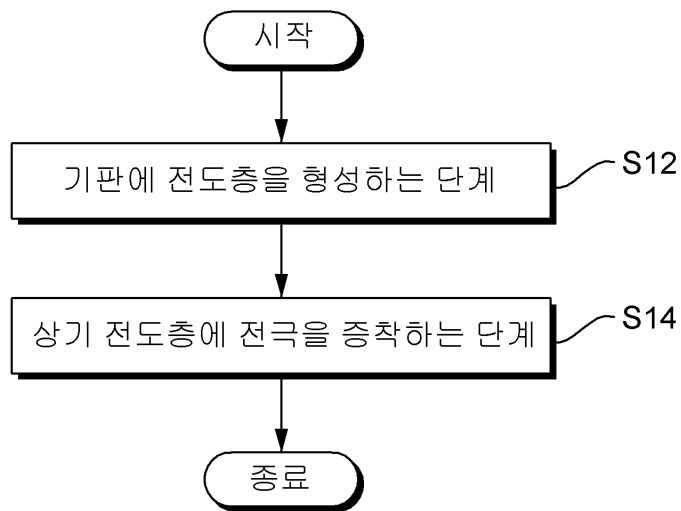 시작
기판에 전도층을 형성하는 단계
S12
상기 전도층에 전극을 증착하는 단계
S14
종료